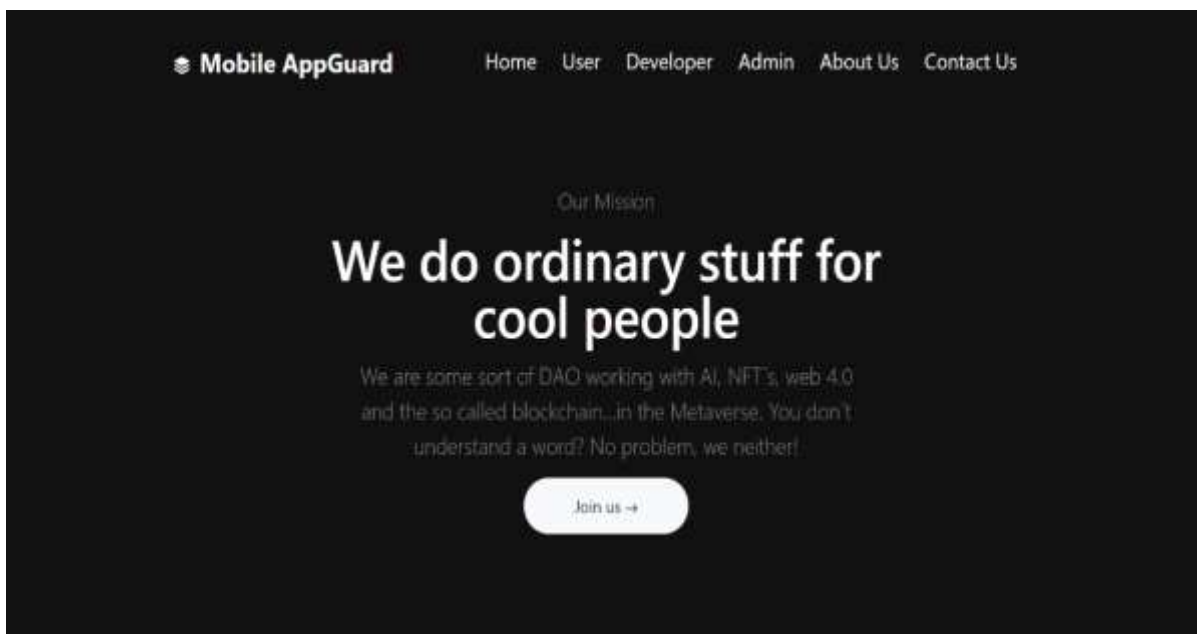 Mobile AppGuard
Home User Developer Admin About Us Contact Us
Our Mission
We do ordinary stuff for
cool people
We are some sort of DAO working with AI, NFT's, web 4.0
and the so called blockchain...in the Metaverse. You don't
understand a word? No problem, we neither!
Join us →